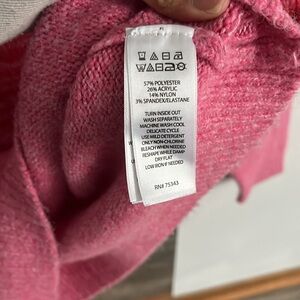 57% POLYESTER
26% ACRYLIC
14% NYLON
3% SPANDEX/ELASTANE
TURN INSIDE OUT
WASH SEPARATELY
MACHINE WASH COOL
DELICATE CYCLE
USE MILD DETERGENT
ONLY NON-CHLORINE
BLEACH WHEN NEEDED
RESHAPE WHILE DAMP
DRY FLAT
LOW IRON IF NEEDED
RN# 75343